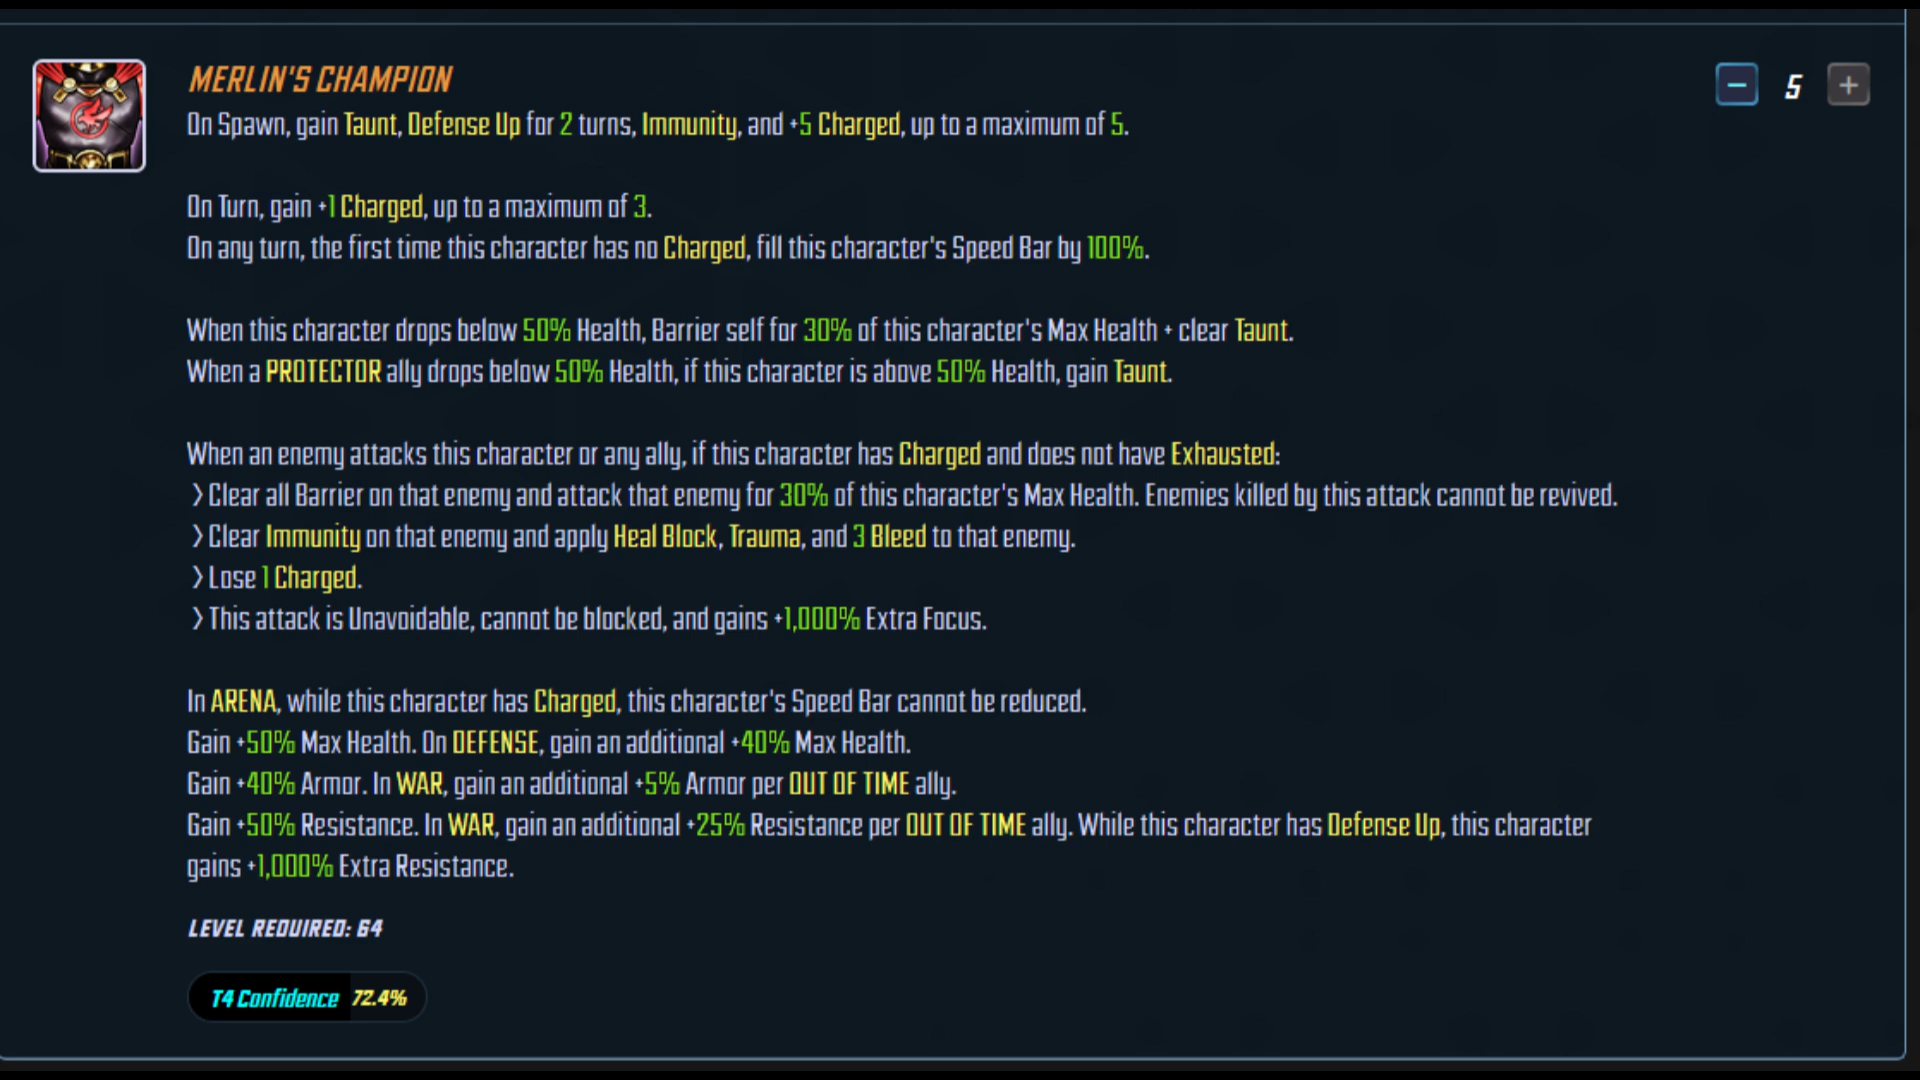 MERLIN'S CHAMPION
− 5 +
On Spawn, gain Taunt, Defense Up for 2 turns, Immunity, and +5 Charged, up to a maximum of 5.
On Turn, gain +1 Charged, up to a maximum of 3.
On any turn, the first time this character has no Charged, fill this character's Speed Bar by 100%.
When this character drops below 50% Health, Barrier self for 30% of this character's Max Health + clear Taunt.
When a PROTECTOR ally drops below 50% Health, if this character is above 50% Health, gain Taunt.
When an enemy attacks this character or any ally, if this character has Charged and does not have Exhausted:
> Clear all Barrier on that enemy and attack that enemy for 30% of this character's Max Health. Enemies killed by this attack cannot be revived.
> Clear Immunity on that enemy and apply Heal Block, Trauma, and 3 Bleed to that enemy.
> Lose 1 Charged.
> This attack is Unavoidable, cannot be blocked, and gains +1,000% Extra Focus.
In ARENA, while this character has Charged, this character's Speed Bar cannot be reduced.
Gain +50% Max Health. On DEFENSE, gain an additional +40% Max Health.
Gain +40% Armor. In WAR, gain an additional +5% Armor per OUT OF TIME ally.
Gain +50% Resistance. In WAR, gain an additional +25% Resistance per OUT OF TIME ally. While this character has Defense Up, this character
gains +1,000% Extra Resistance.
LEVEL REQUIRED: 64
T4 Confidence 72.4%